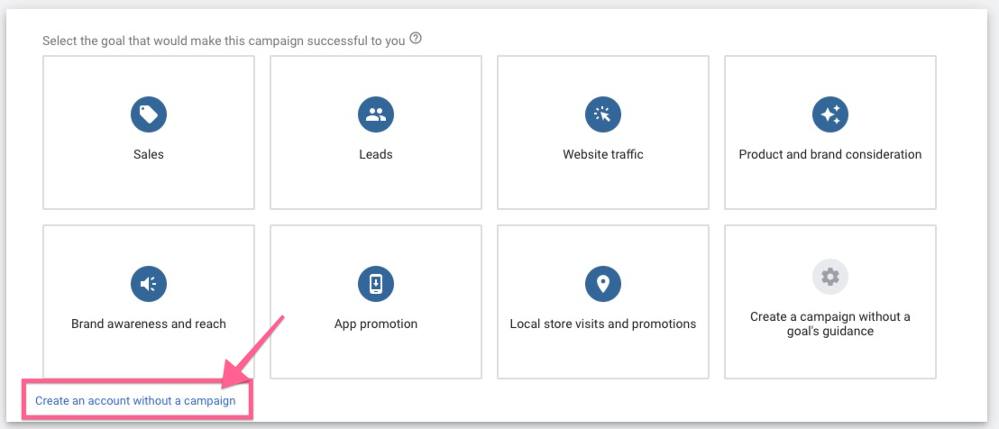 Select the goal that would make this campaign successful to you
Sales
Leads
Website traffic
Product and brand consideration
Brand awareness and reach
App promotion
Local store visits and promotions
Create a campaign without a
goal's guidance
Create an account without a campaign